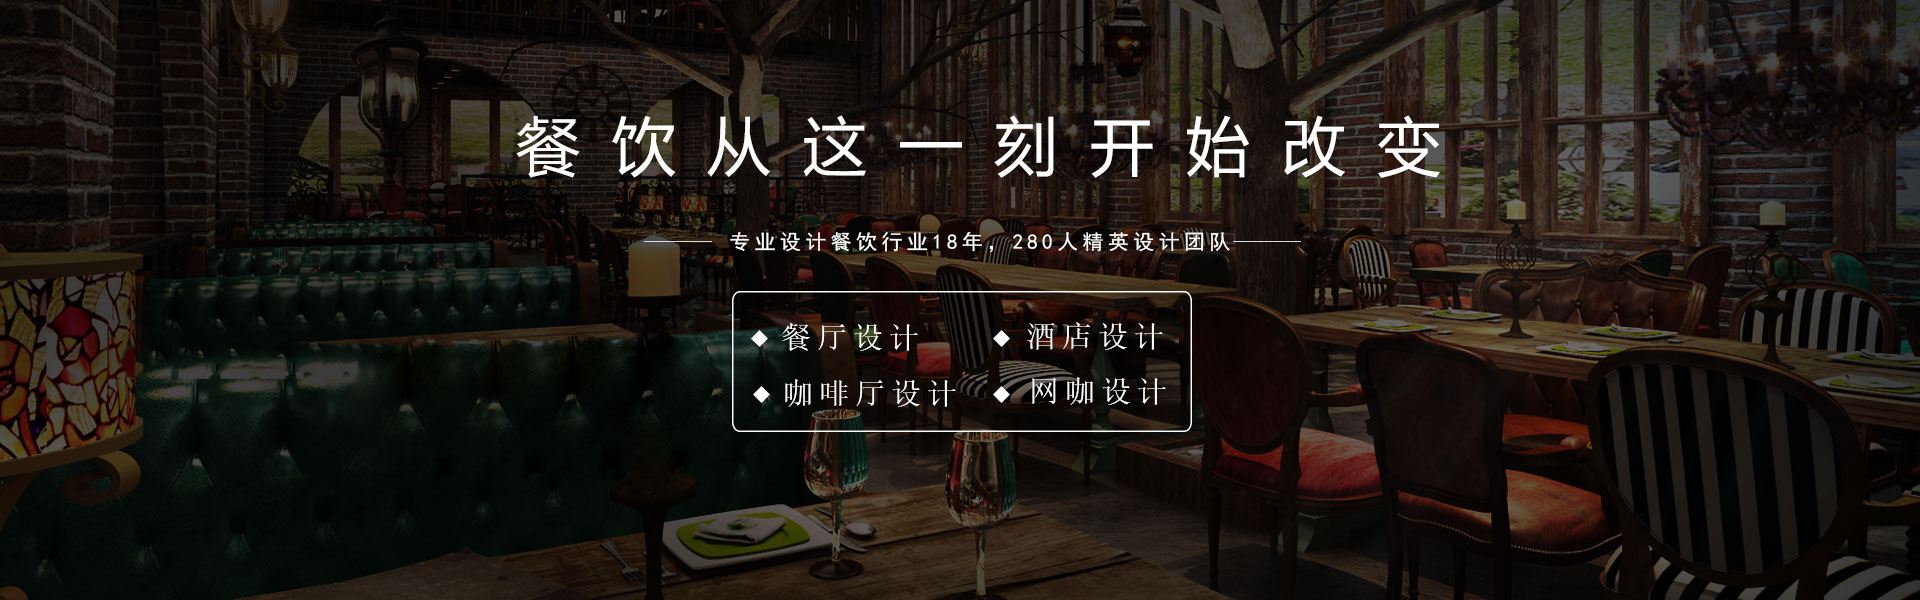 餐饮从这一刻开始改变
专业设计餐饮行业18年，280人精英设计团队
◆ 餐厅设计 ◆ 酒店设计
◆ 咖啡厅设计 ◆ 网咖设计